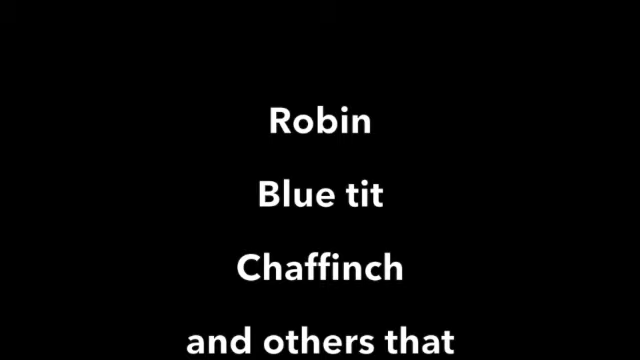 Robin
Blue tit
Chaffinch
and others that